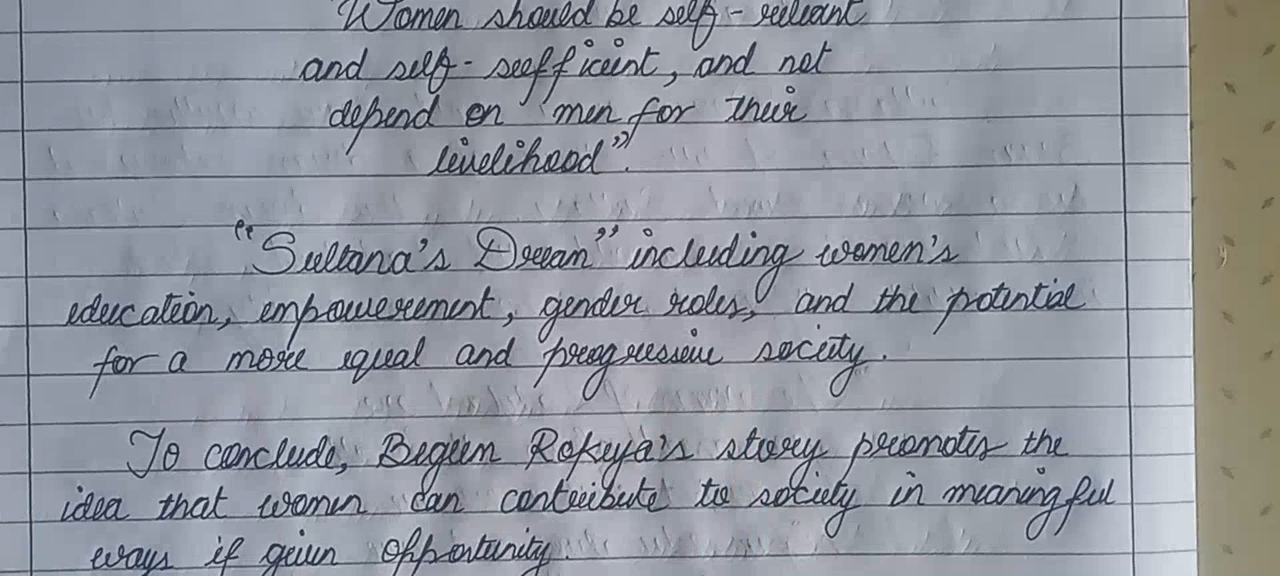 Women should be self-reliant
and self-seefficeint, and not
depend on men for their
livelihood".
"Sultana's Dream" including women's
education, empowerement, gender roles, and the potential
for a more equal and progressive society.
To conclude, Begum Rokeya's story promotes the
idea that women can contribute to society in meaningful
ways if given opportunity.